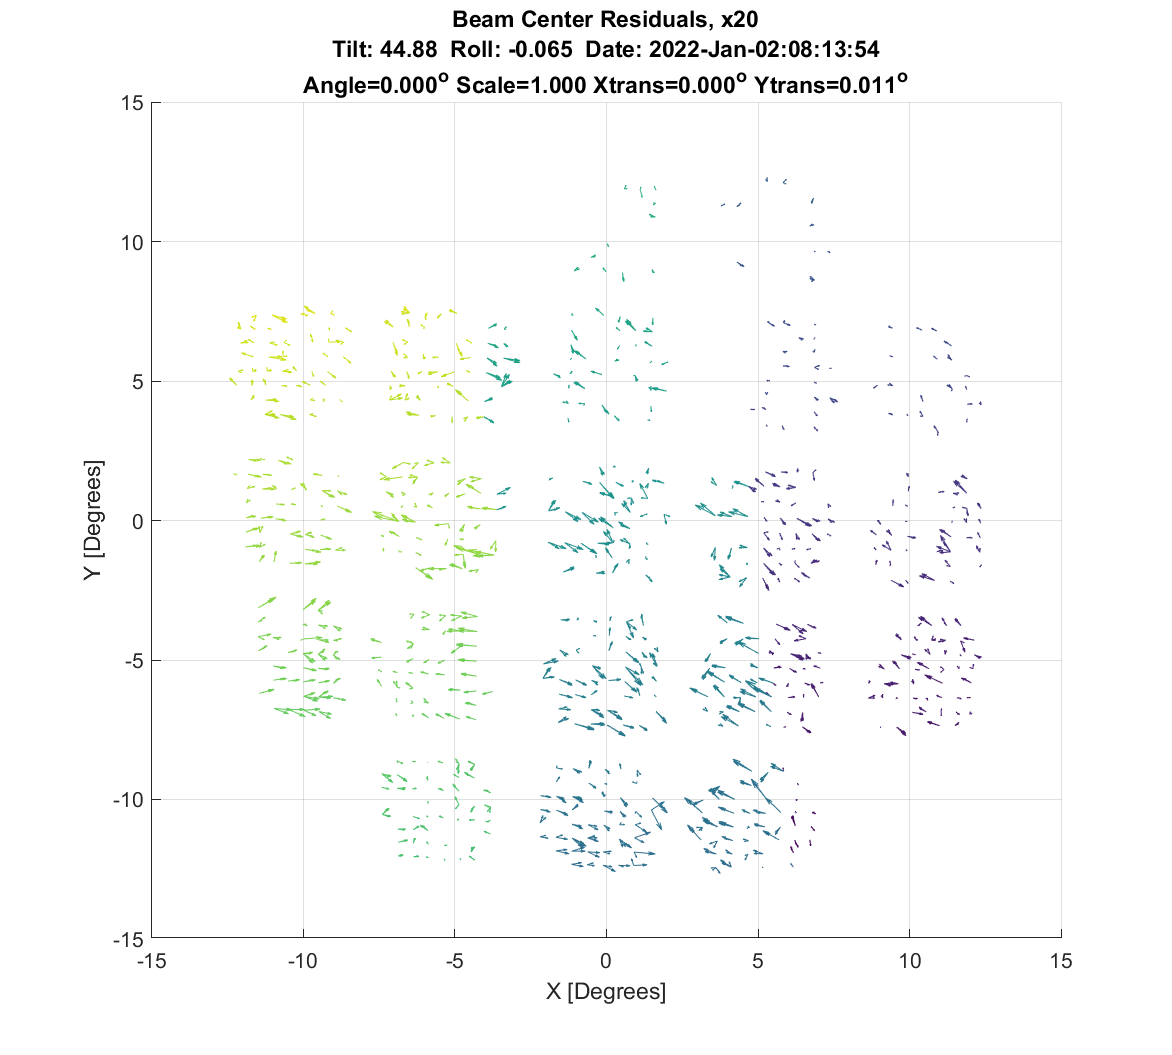 Beam Center Residuals, x20
Tilt: 44.88 Roll: -0.065 Date: 2022-Jan-02:08:13:54
Angle=0.000° Scale=1.000 Xtrans=0.000° Ytrans=0.011°
15
10
5
0
-5
-10
-15
Y [Degrees]
-15 -10 -5 0 5 10 15
X [Degrees]